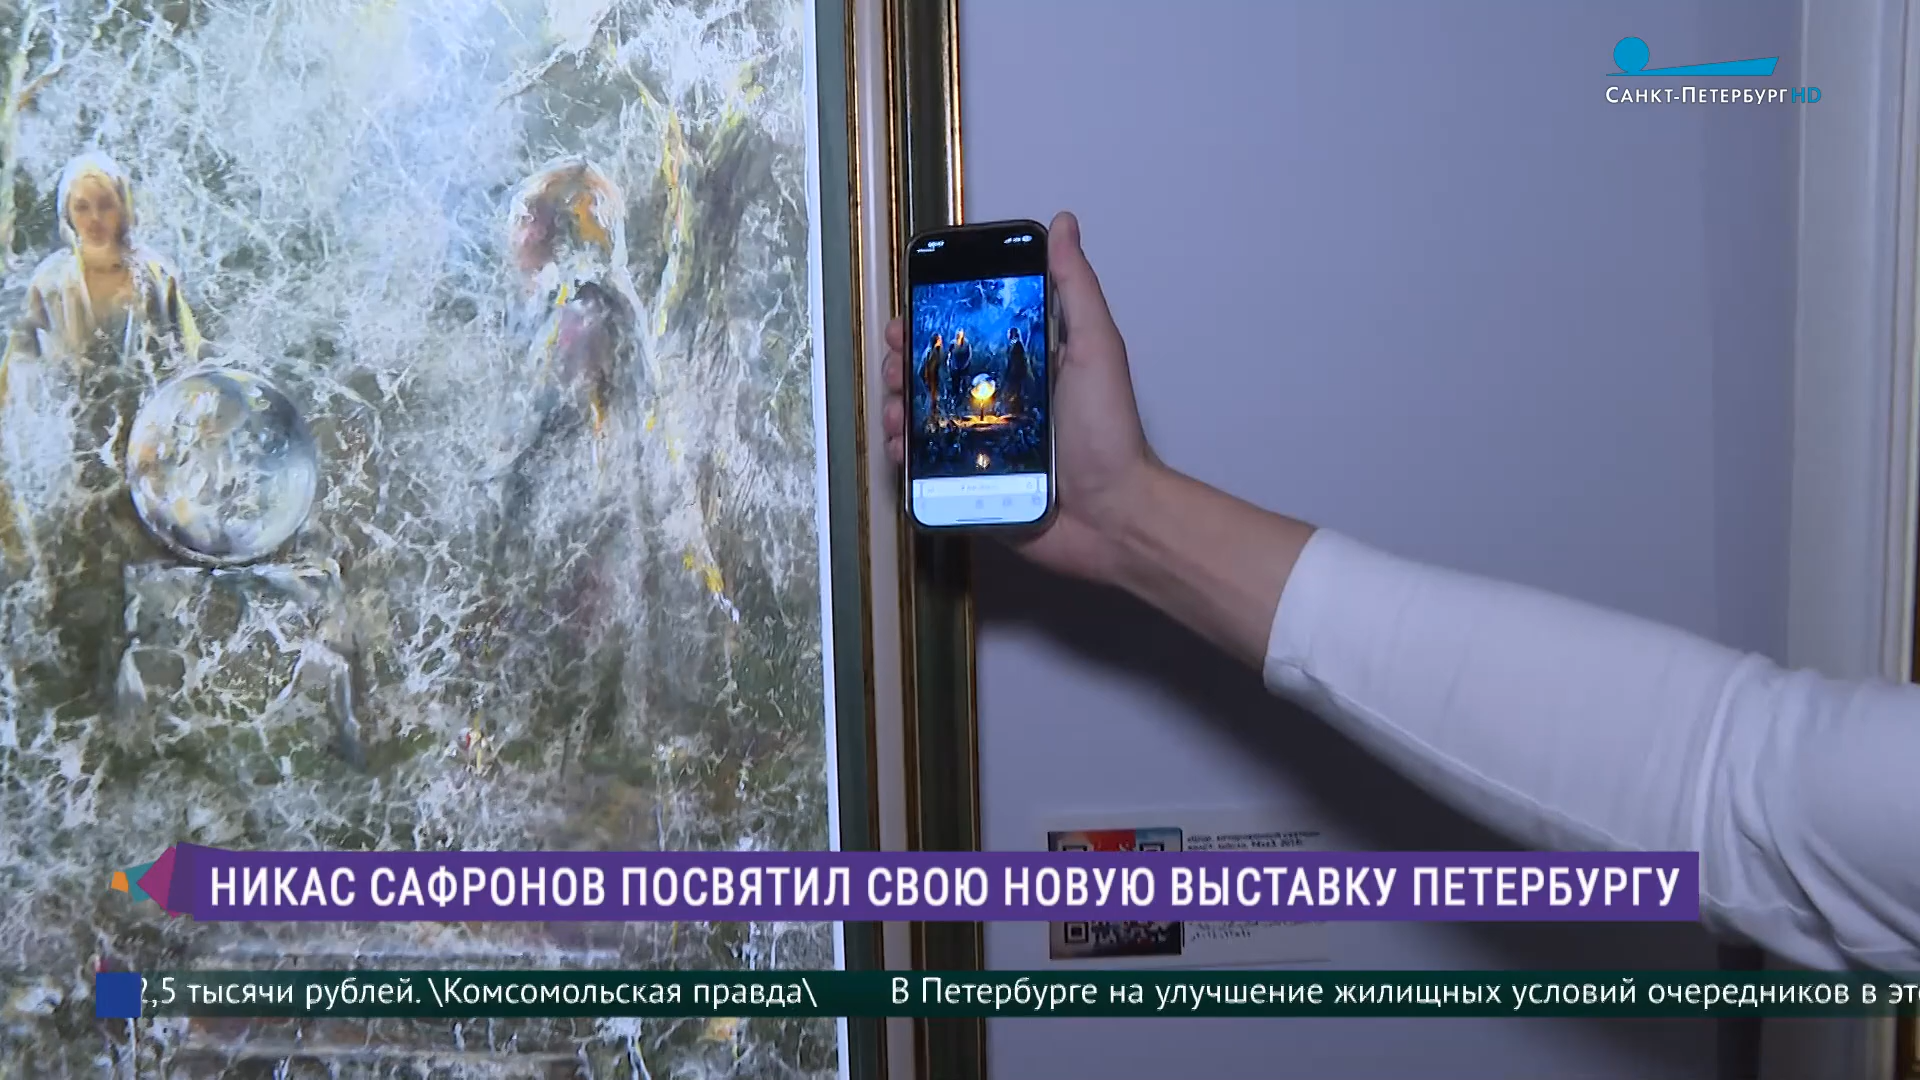 САНКТ-ПЕТЕРБУРГ HD
НИКАС САФРОНОВ ПОСВЯТИЛ СВОЮ НОВУЮ ВЫСТАВКУ ПЕТЕРБУРГУ
2,5 тысячи рублей. \Комсомольская правда\ В Петербурге на улучшение жилищных условий очередников в это